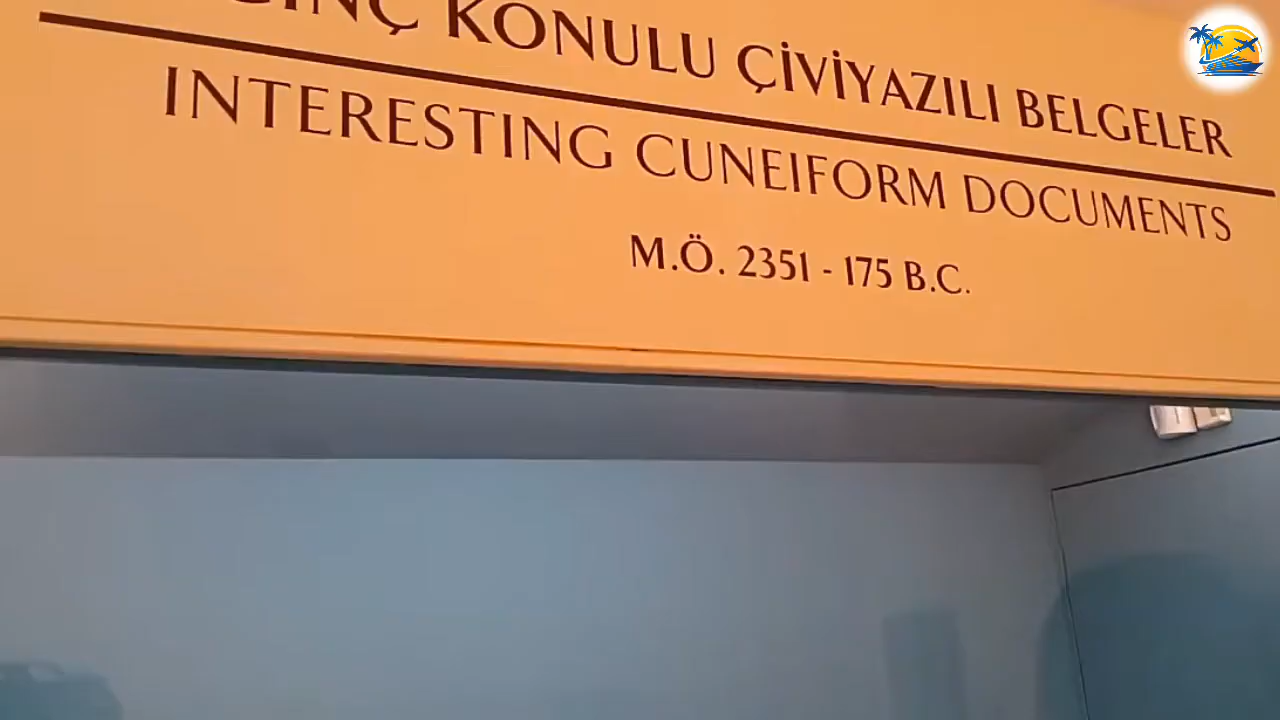 KONULU ÇİVİYAZILI BELGELER
INTERESTING CUNEIFORM DOCUMENTS
M.Ö. 2351 - 175 B.C.